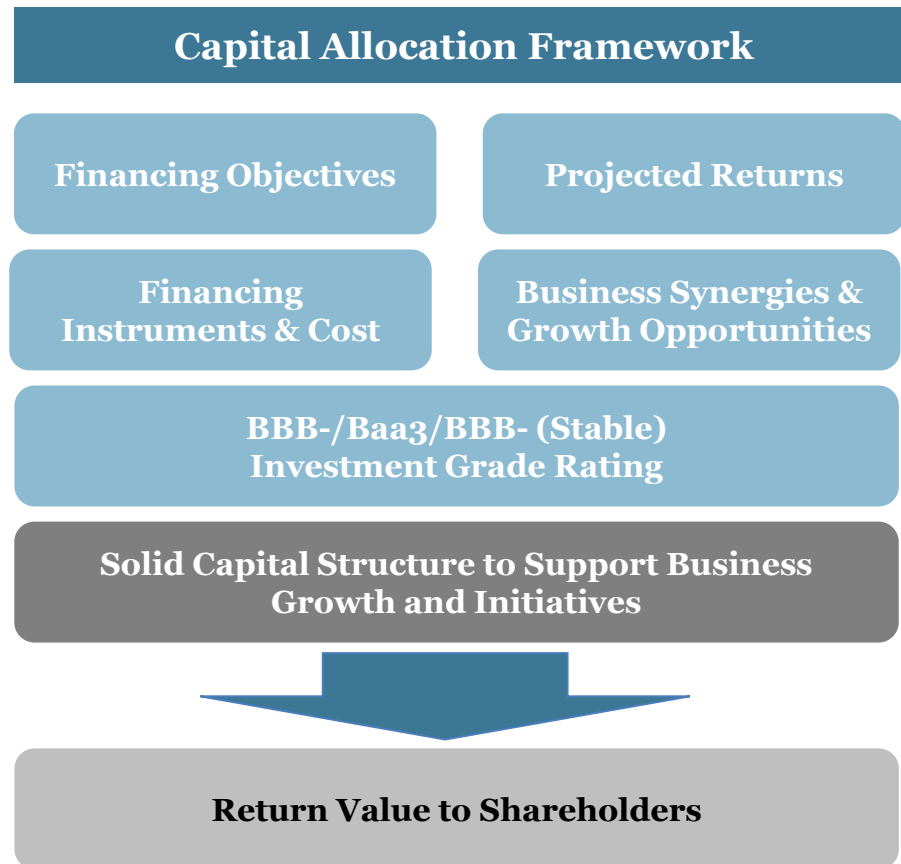 Capital Allocation Framework
Financing Objectives
Projected Returns
Financing
Instruments & Cost
Business Synergies &
Growth Opportunities
BBB-/Baa3/BBB- (Stable)
Investment Grade Rating
Solid Capital Structure to Support Business
Growth and Initiatives
Return Value to Shareholders